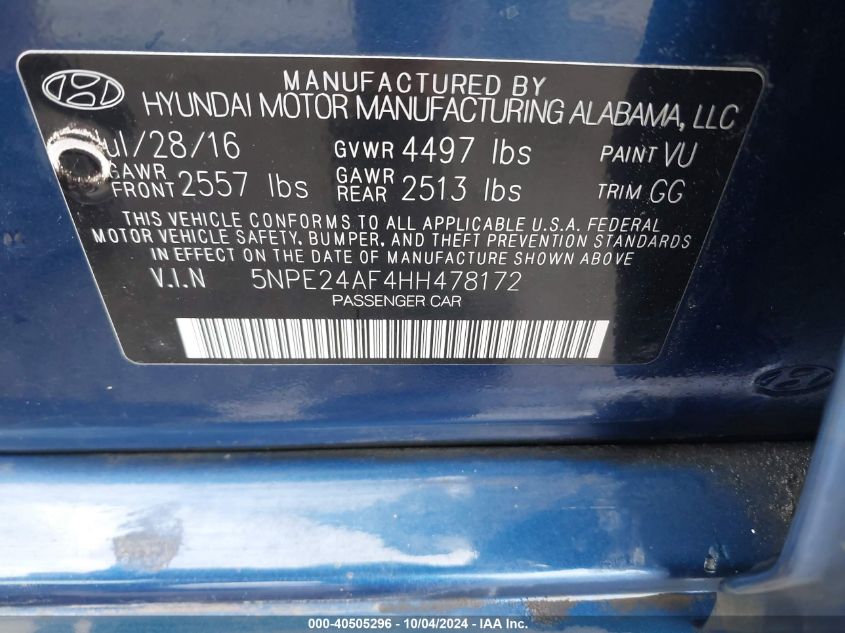 MANUFACTURED BY
HYUNDAI MOTOR MANUFACTURING ALABAMA, LLC
ul/28/16 GVWR 4497 lbs PAINT VU
GAWR FRONT 2557 lbs GAWR REAR 2513 lbs TRIM GG
THIS VEHICLE CONFORMS TO ALL APPLICABLE U.S.A. FEDERAL
MOTOR VEHICLE SAFETY, BUMPER, AND THEFT PREVENTION STANDARDS
IN EFFECT ON THE DATE OF MANUFACTURE SHOWN ABOVE.
V.I.N 5NPE24AF4HH478172
PASSENGER CAR
000-40505296 - 10/04/2024 - IAA, Inc.